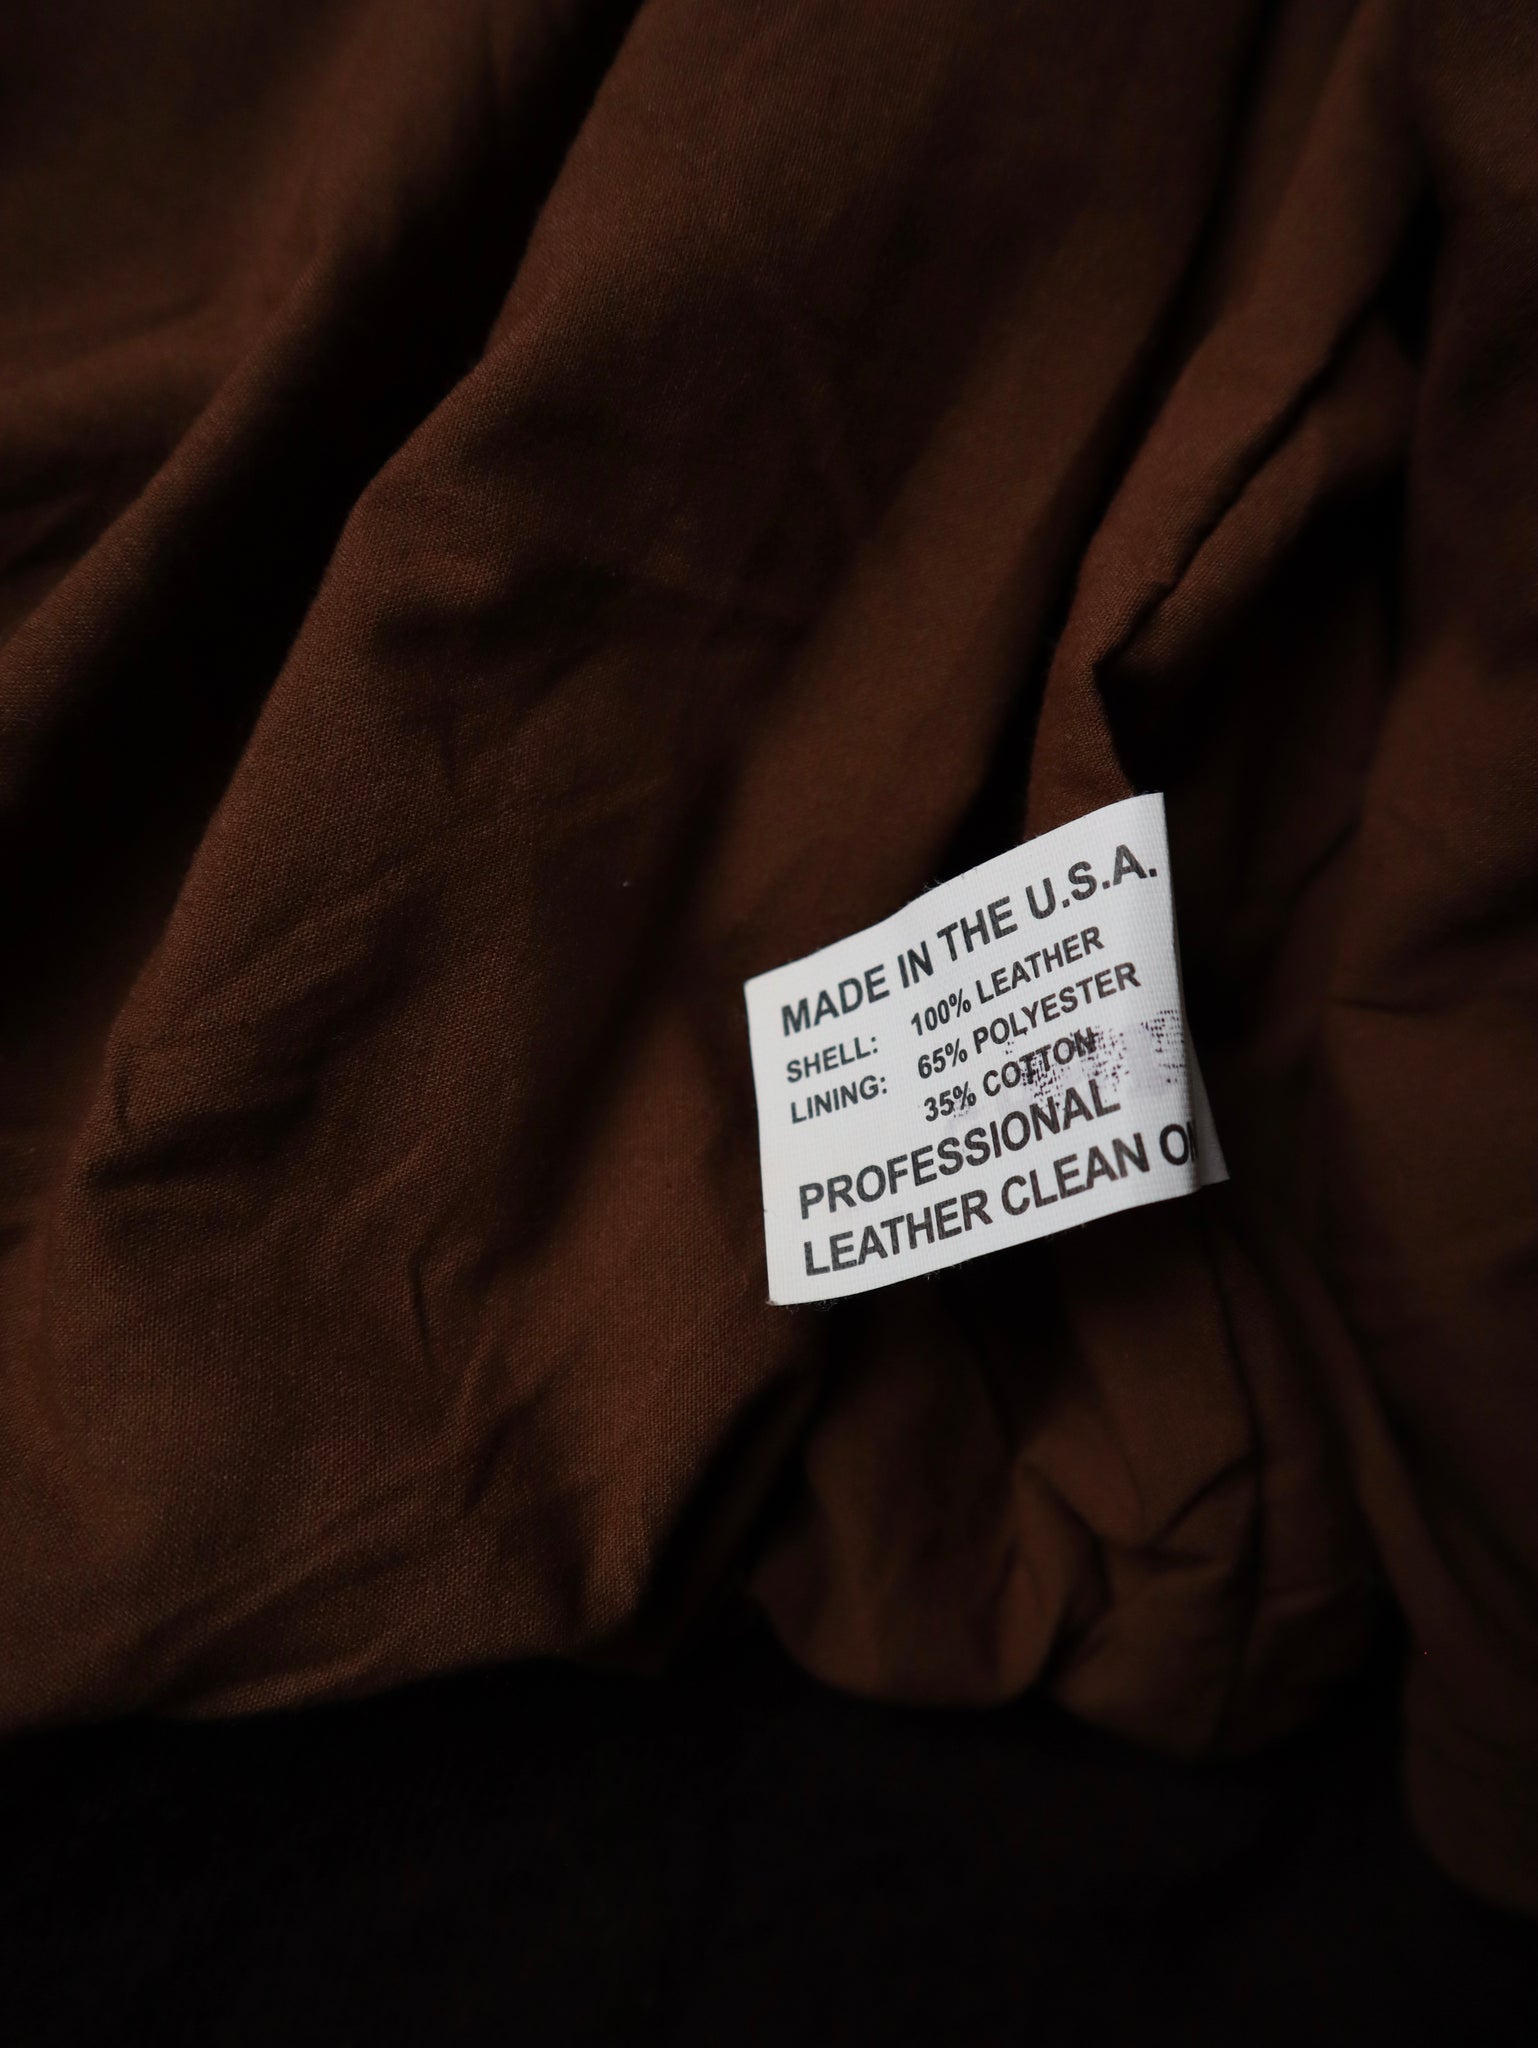 MADE IN THE U.S.A.
SHELL: 100% LEATHER
LINING: 65% POLYESTER
35% COTTON
PROFESSIONAL
LEATHER CLEAN